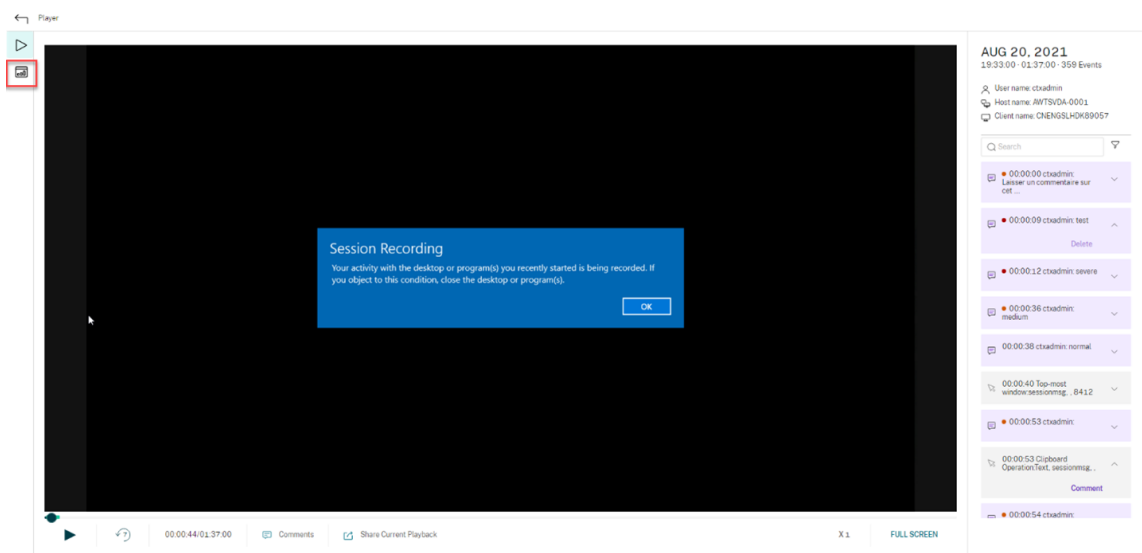 Player
AUG 20, 2021
19:33:00 - 01:37:00 - 359 Events
User name: ctxadmin
Host name: AWTSVDA-0001
Client name: CNENGSLHDK89057
Search
00:00:00 ctxadmin:
Laisser un commentaire sur
cet ...
00:00:09 ctxadmin: test
Delete
00:00:12 ctxadmin: severe
00:00:36 ctxadmin:
medium
00:00:38 ctxadmin: normal
00:00:40 Top-most
window:sessionmsg, , 8412
00:00:53 ctxadmin:
00:00:53 Clipboard
Operation:Text, sessionmsg, ,
Comment
00:00:54 ctxadmin:
Session Recording
Your activity with the desktop or program(s) you recently started is being recorded. If
you object to this condition, close the desktop or program(s).
OK
7
00:00:44/01:37:00
Comments
Share Current Playback
X 1
FULL SCREEN